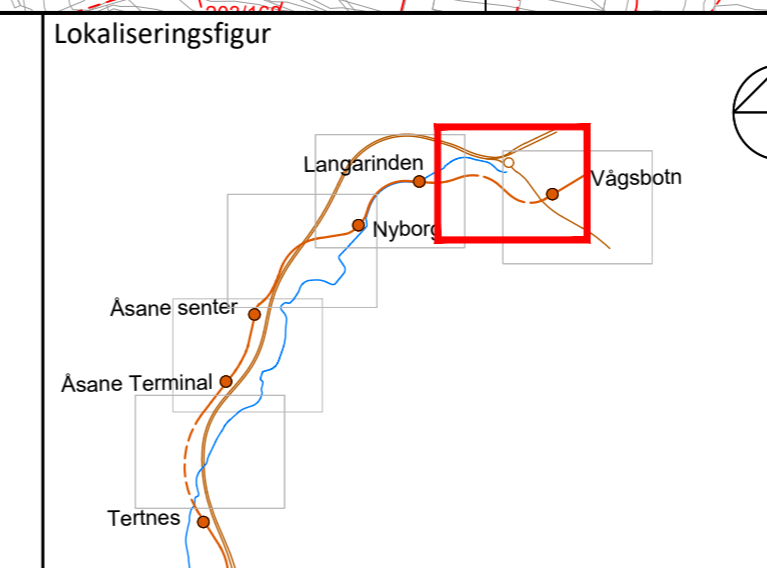 Lokaliseringsfigur
Langarinden
Vågsbotn
Nyborg
Åsane senter
Åsane Terminal
Tertnes